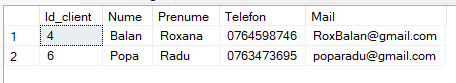 Id_client Nume Prenume Telefon Mail
1 4 Balan Roxana 0764598746 RoxBalan@gmail.com
2 6 Popa Radu 0763473695 poparadu@gmail.com